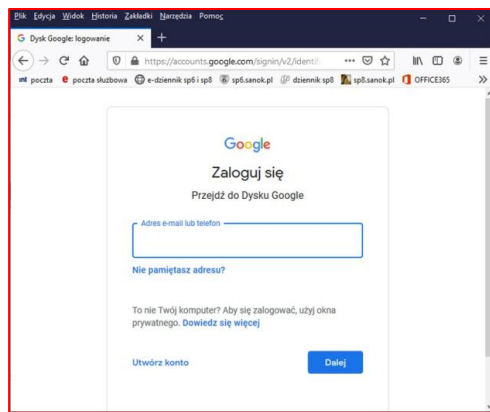 Plik Edycja Widok Historia Zakładki Narzędzia Pomoc
Dysk Google: logowanie
https://accounts.google.com/signin/v2/identifi
poczta poczta służbowa e-dziennik sp6 i sp8 sp6.sanok.pl dziennik sp8 sp8.sanok.pl OFFICE365
Google
Zaloguj się
Przejdź do Dysku Google
Adres e-mail lub telefon
Nie pamiętasz adresu?
To nie Twój komputer? Aby się zalogować, użyj okna
prywatnego. Dowiedz się więcej
Utwórz konto Dalej